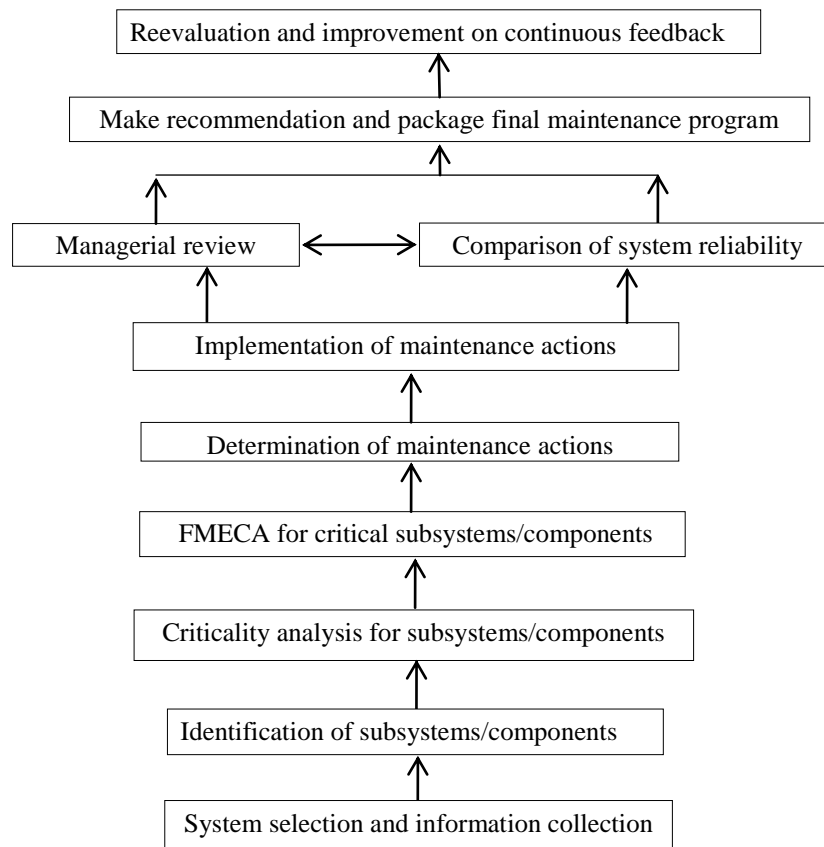 Reevaluation and improvement on continuous feedback
Make recommendation and package final maintenance program
Managerial review
Comparison of system reliability
Implementation of maintenance actions
Determination of maintenance actions
FMECA for critical subsystems/components
Criticality analysis for subsystems/components
Identification of subsystems/components
System selection and information collection